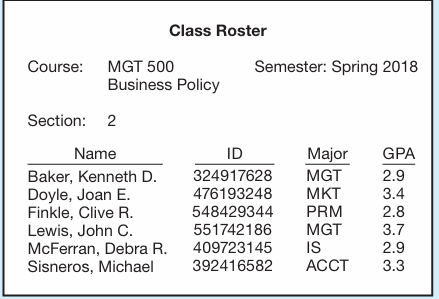 Class Roster
Course: MGT 500 Semester: Spring 2018
Business Policy
Section: 2
Name ID Major GPA
Baker, Kenneth D. 324917628 MGT 2.9
Doyle, Joan E. 476193248 MKT 3.4
Finkle, Clive R. 548429344 PRM 2.8
Lewis, John C. 551742186 MGT 3.7
McFerran, Debra R. 409723145 IS 2.9
Sisneros, Michael 392416582 ACCT 3.3